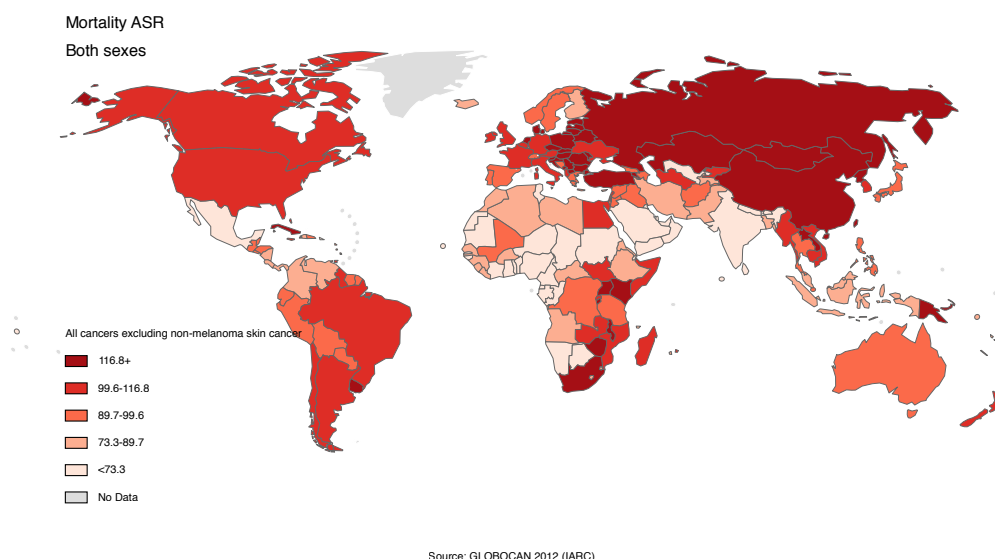 Mortality ASR
Both sexes
All cancers excluding non-melanoma skin cancer
116.8+
99.6-116.8
89.7-99.6
73.3-89.7
<73.3
No Data
Source: GLOBOCAN 2012 (IARC)